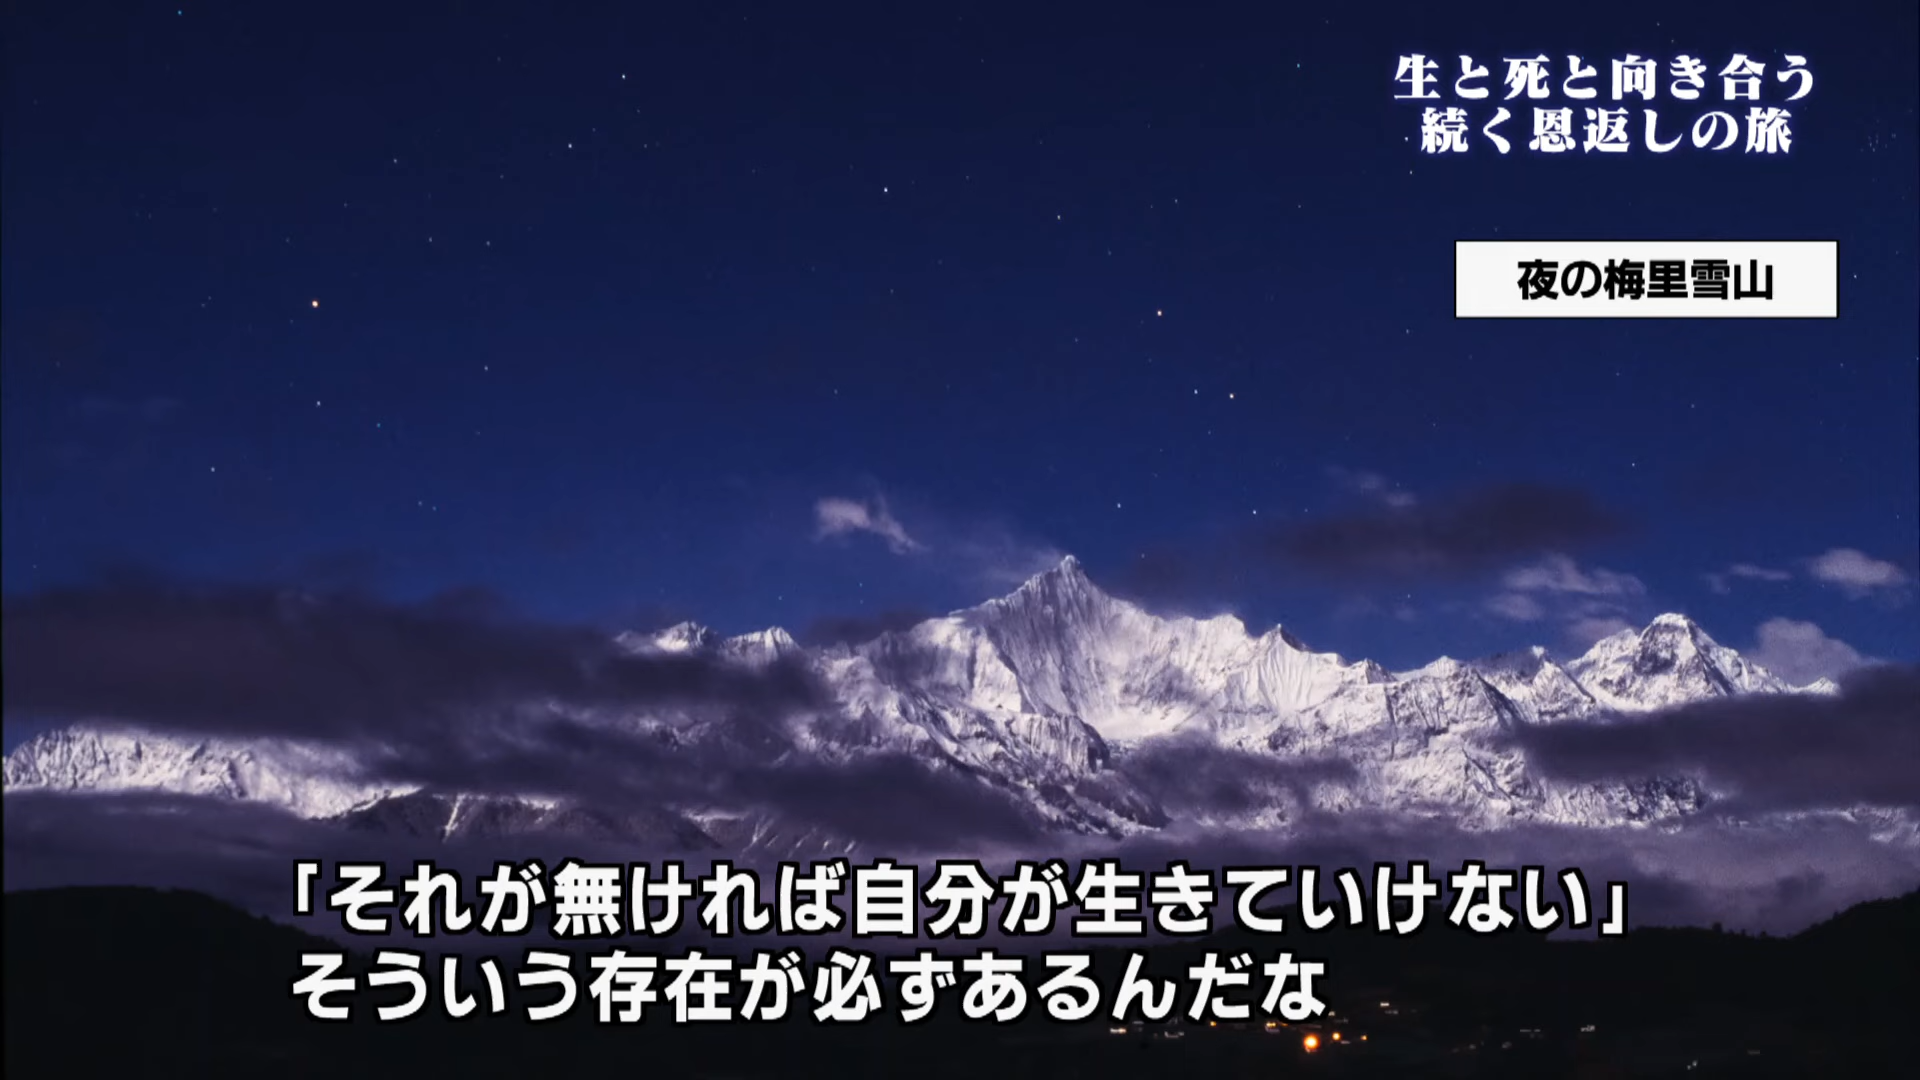 生と死と向き合う
続く恩返しの旅
夜の梅里雪山
「それが無ければ自分が生きていけない」
そういう存在が必ずあるんだな